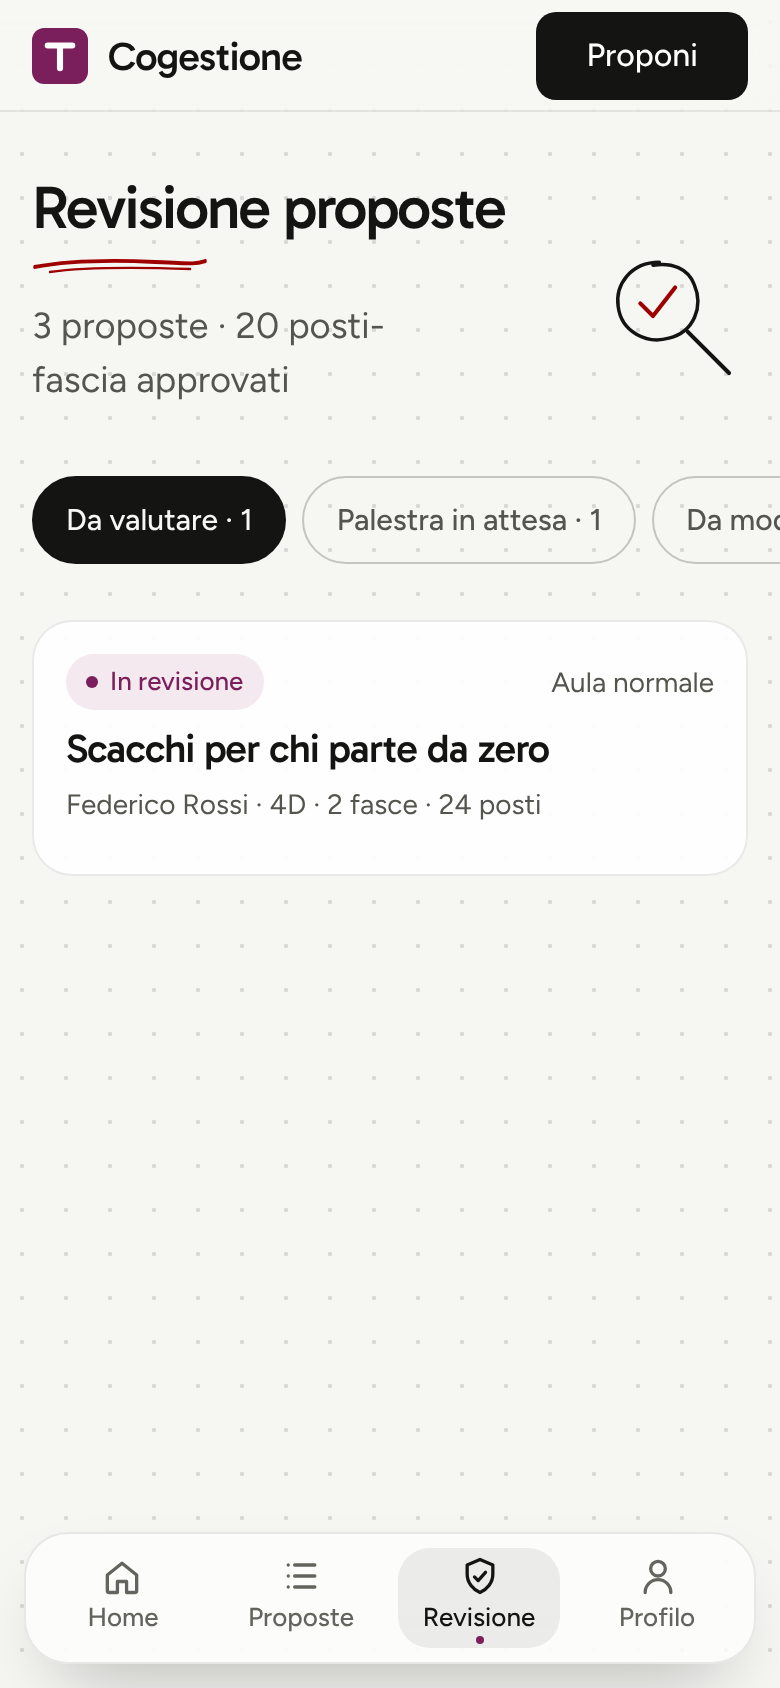 T Cogestione
Proponi
Revisione proposte
3 proposte · 20 posti-
fascia approvati
Da valutare · 1
Palestra in attesa · 1
Da mod
In revisione
Aula normale
Scacchi per chi parte da zero
Federico Rossi · 4D · 2 fasce · 24 posti
Home
Proposte
Revisione
Profilo